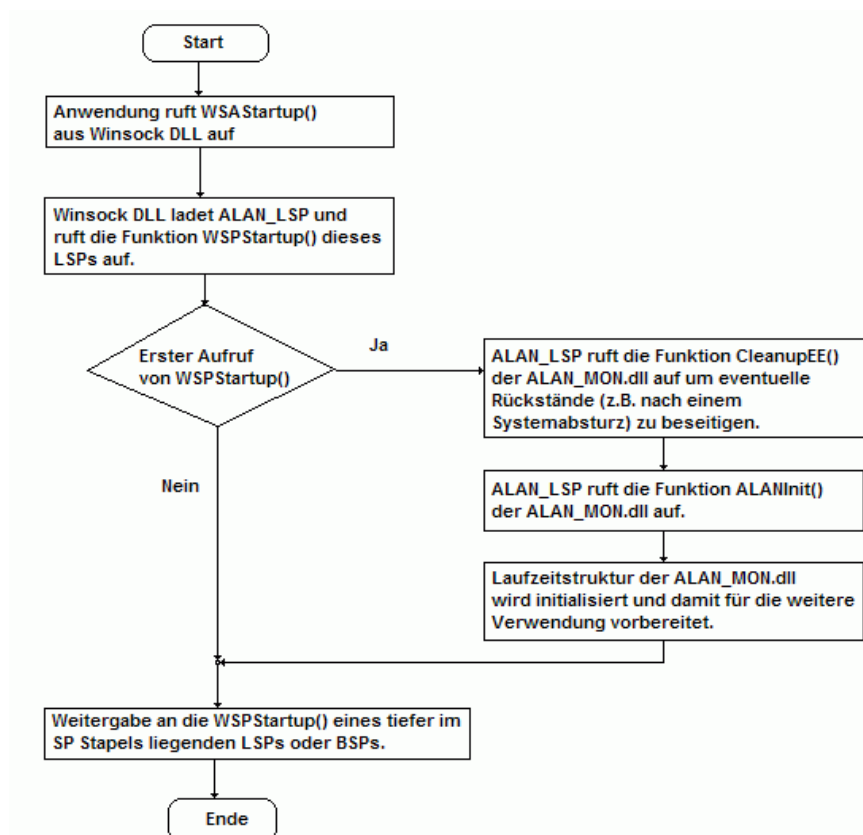 Start
Anwendung ruft WSAStartup()
aus Winsock DLL auf
Winsock DLL ladet ALAN_LSP und
ruft die Funktion WSPStartup() dieses
LSPs auf.
Erster Aufruf
von WSPStartup()
Ja
ALAN_LSP ruft die Funktion CleanupEE()
der ALAN_MON.dll auf um eventuelle
Rückstände (z.B. nach einem
Systemabsturz) zu beseitigen.
Nein
ALAN_LSP ruft die Funktion ALANInit()
der ALAN_MON.dll auf.
Laufzeitstruktur der ALAN_MON.dll
wird initialisiert und damit für die weitere
Verwendung vorbereitet.
Weitergabe an die WSPStartup() eines tiefer im
SP Stapels liegenden LSPs oder BSPs.
Ende